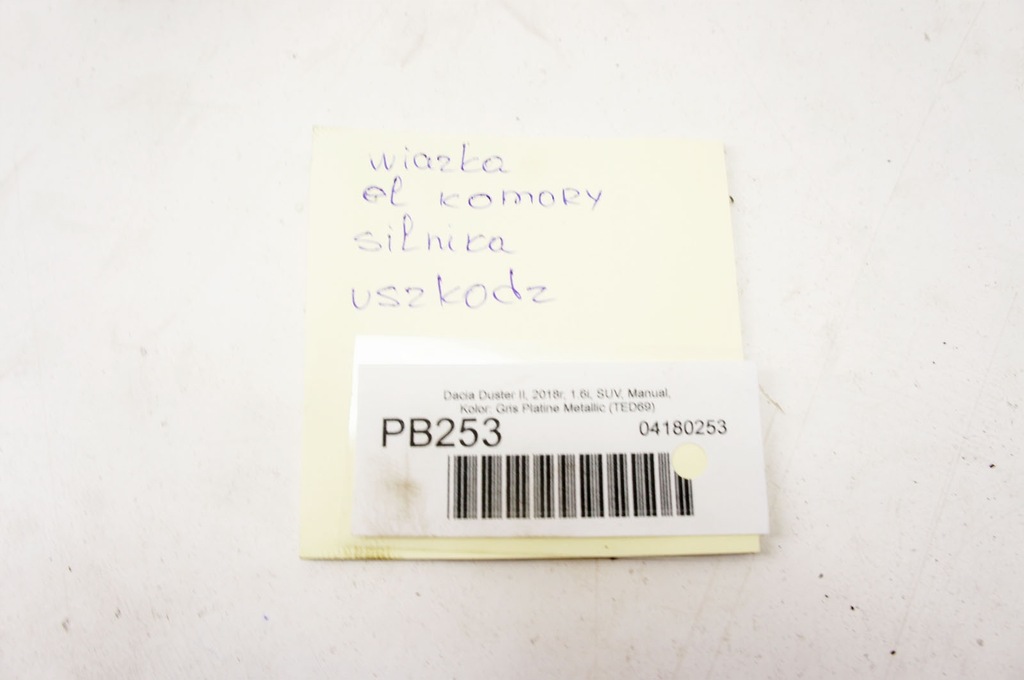 wiazka
el komory
silnika
uszkodz
Dacia Duster II, 2018r, 1.6i, SUV, Manual,
Kolor: Gris Platine Metallic (TED69)
PB253
04180253